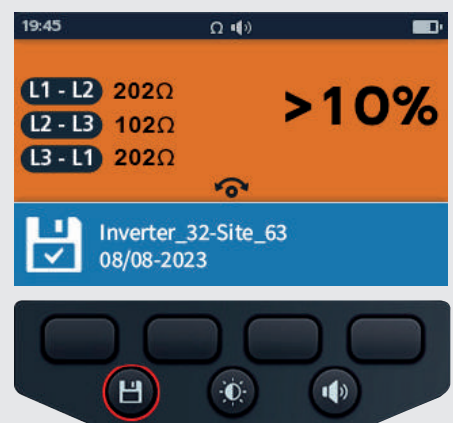 19:45 Ω
L1 - L2 202Ω
L2 - L3 102Ω
L3 - L1 202Ω
>10%
Inverter_32-Site_63
08/08-2023